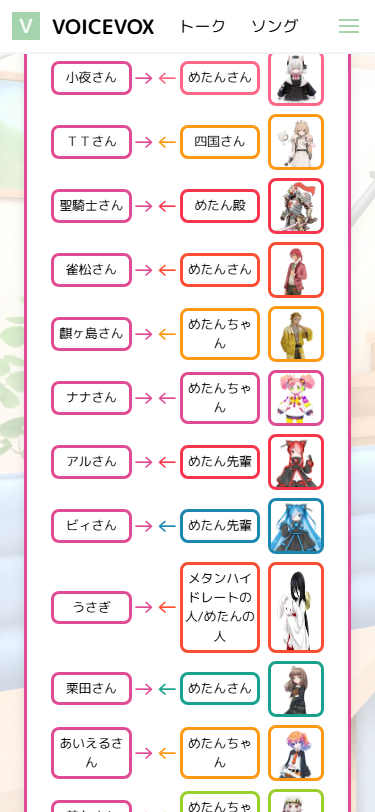 V VOICEVOX トーク ソング
小夜さん → ← めたんさん
ＴＴさん → ← 四国さん
聖騎士さん → ← めたん殿
雀松さん → ← めたんさん
麒ヶ島さん → ← めたんちゃ
ん
ナナさん → ← めたんちゃ
ん
アルさん → ← めたん先輩
ビィさん → ← めたん先輩
うさぎ → ← メタンハイ
ドレートの
人/めたんの
人
栗田さん → ← めたんさん
あいえるさ
ん → ← めたんちゃ
ん
めたんちゃ